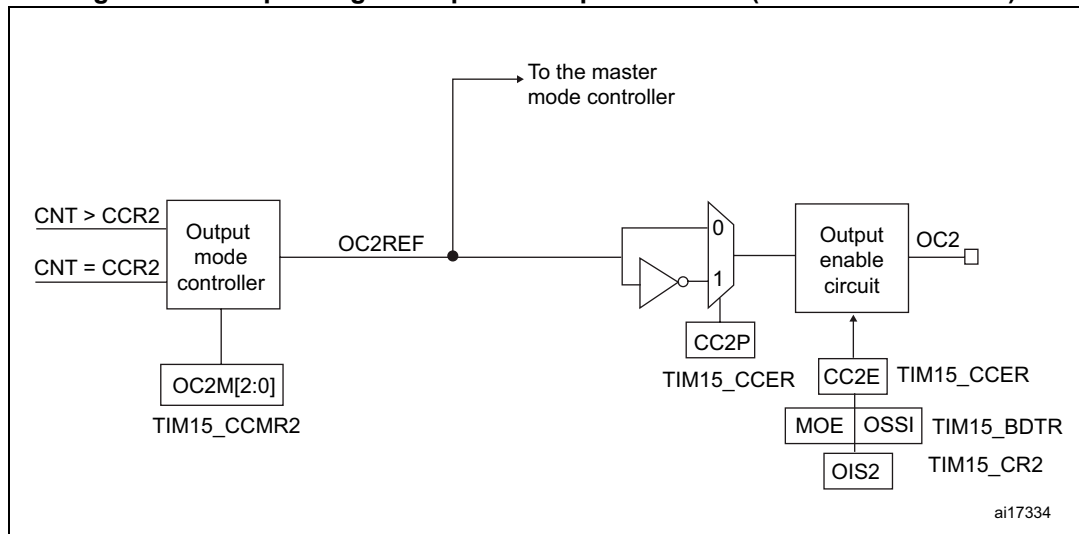 To the master
mode controller
CNT > CCR2
CNT = CCR2
Output
mode
controller
OC2REF
0
1
Output
enable
circuit
OC2
CC2P
TIM15_CCER
OC2M[2:0]
TIM15_CCMR2
CC2E
TIM15_CCER
MOE
OSSI
TIM15_BDTR
OIS2
TIM15_CR2
ai17334